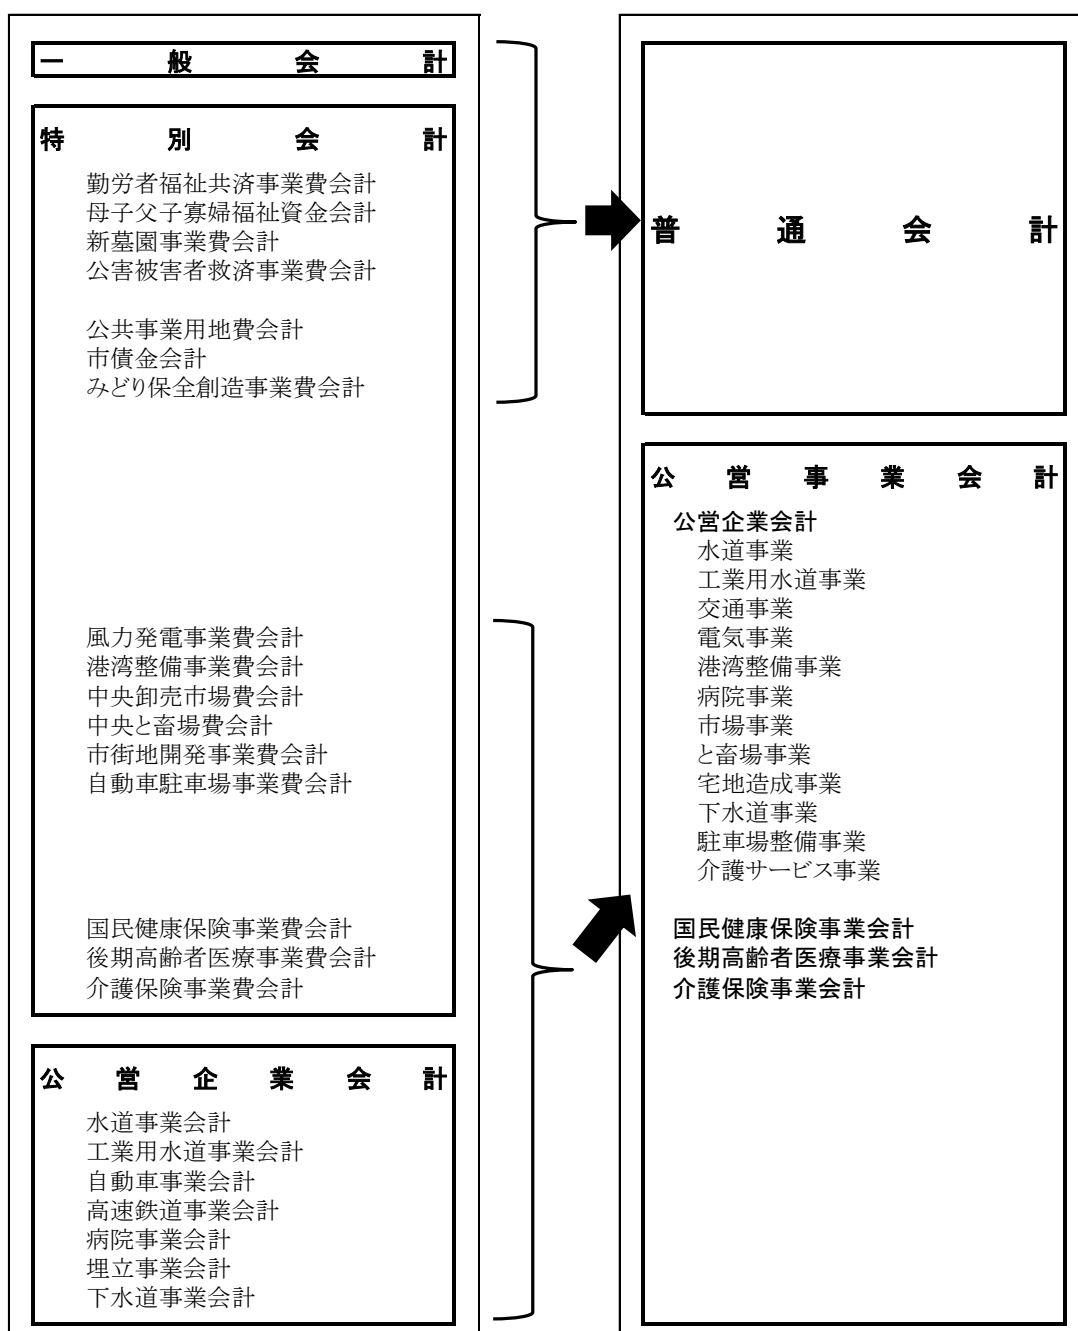 一般会計
特別会計
勤労者福祉共済事業費会計
母子父子寡婦福祉資金会計
新墓園事業費会計
公害被害者救済事業費会計
公共事業用地費会計
市債金会計
みどり保全創造事業費会計
風力発電事業費会計
港湾整備事業費会計
中央卸売市場費会計
中央と畜場費会計
市街地開発事業費会計
自動車駐車場事業費会計
国民健康保険事業費会計
後期高齢者医療事業費会計
介護保険事業費会計
公営企業会計
水道事業会計
工業用水道事業会計
自動車事業会計
高速鉄道事業会計
病院事業会計
埋立事業会計
下水道事業会計
普通会計
公営事業会計
公営企業会計
水道事業
工業用水道事業
交通事業
電気事業
港湾整備事業
病院事業
市場事業
と畜場事業
宅地造成事業
下水道事業
駐車場整備事業
介護サービス事業
国民健康保険事業会計
後期高齢者医療事業会計
介護保険事業会計